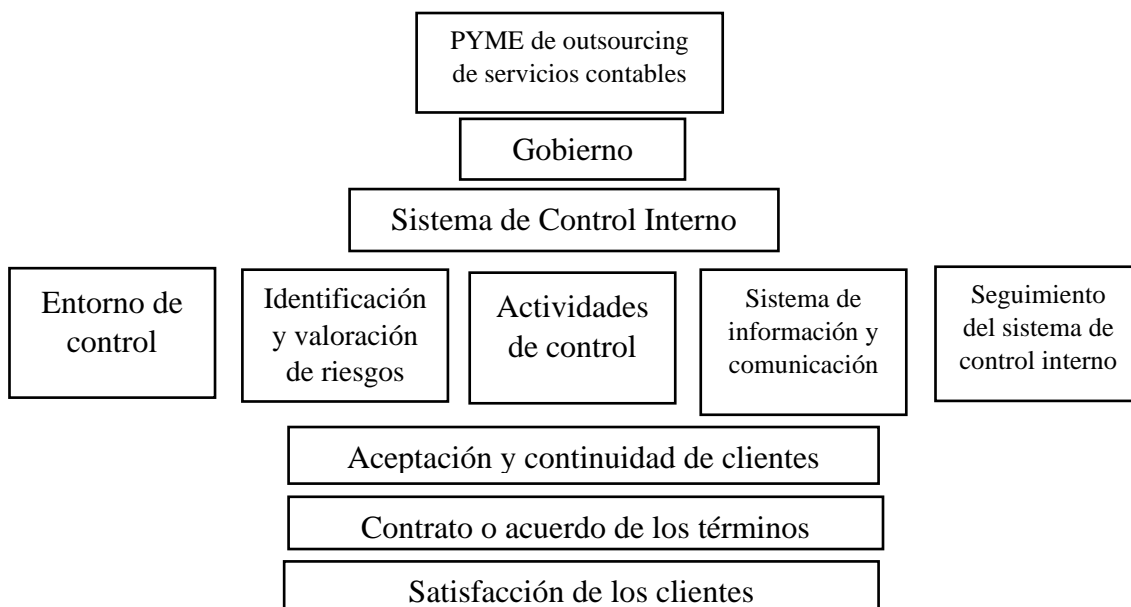 PYME de outsourcing
de servicios contables
Gobierno
Sistema de Control Interno
Entorno de
control
Identificación
y valoración
de riesgos
Actividades
de control
Sistema de
información y
comunicación
Seguimiento
del sistema de
control interno
Aceptación y continuidad de clientes
Contrato o acuerdo de los términos
Satisfacción de los clientes